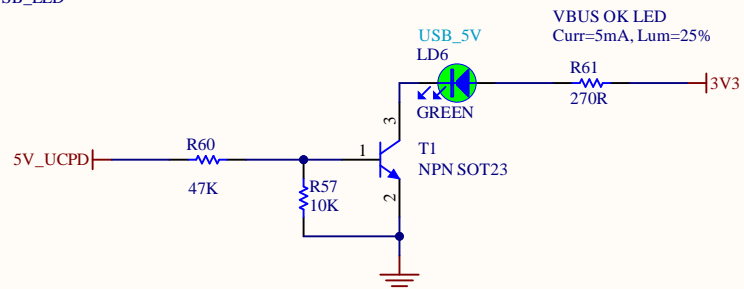 VBUS OK LED
Curr=5mA, Lum=25%
USB_5V
LD6
R61
3V3
270R
GREEN
3
R60
1
T1
5V_UCPD
NPN SOT23
47K
R57
10K
2